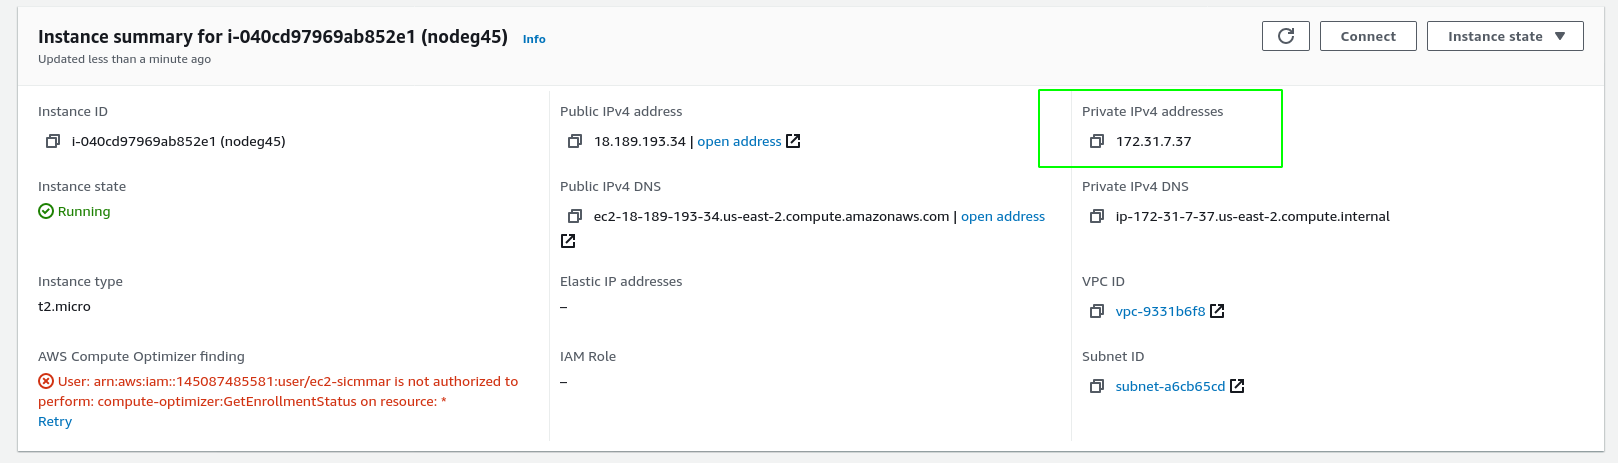 Instance summary for i-040cd97969ab852e1 (nodeg45) Info
Updated less than a minute ago
Connect
Instance state
Instance ID
i-040cd97969ab852e1 (nodeg45)
Public IPv4 address
18.189.193.34 | open address
Private IPv4 addresses
172.31.7.37
Instance state
Running
Public IPv4 DNS
ec2-18-189-193-34.us-east-2.compute.amazonaws.com | open address
Private IPv4 DNS
ip-172-31-7-37.us-east-2.compute.internal
Instance type
t2.micro
Elastic IP addresses
–
VPC ID
vpc-9331b6f8
AWS Compute Optimizer finding
User: arn:aws:iam::145087485581:user/ec2-sicmmar is not authorized to
perform: compute-optimizer:GetEnrollmentStatus on resource: *
Retry
IAM Role
–
Subnet ID
subnet-a6cb65cd